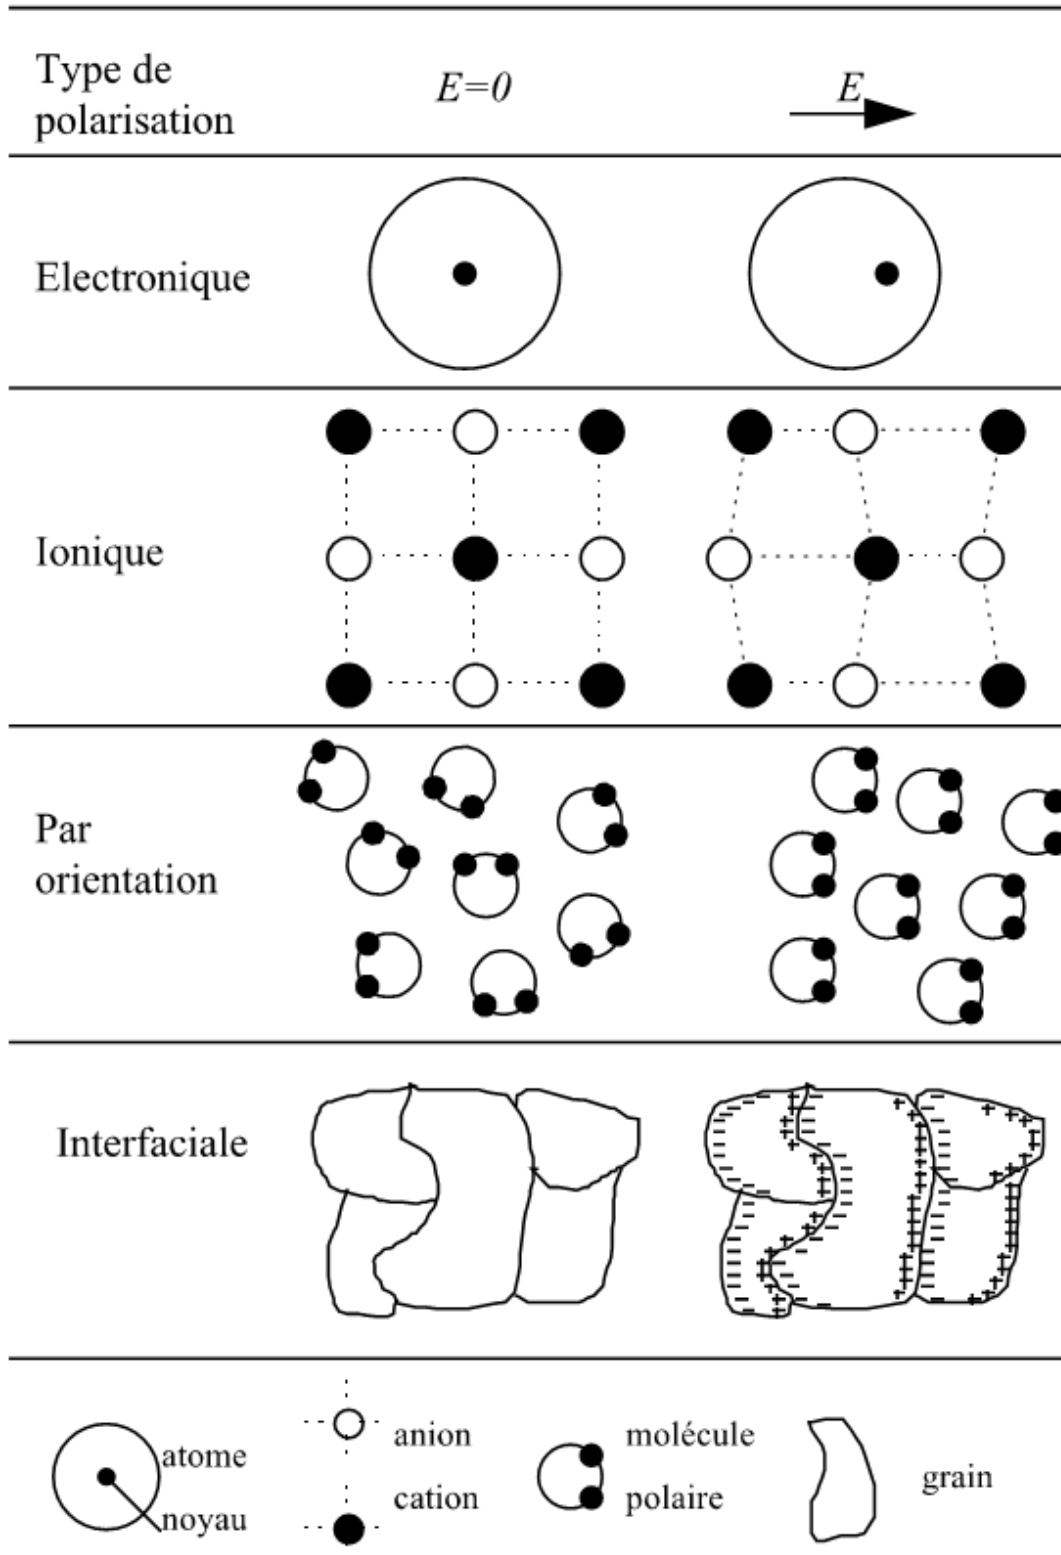 Type de
polarisation
E=0
E
Electronique
Ionique
Par
orientation
Interfaciale
atome
noyau
anion
cation
molécule
polaire
grain